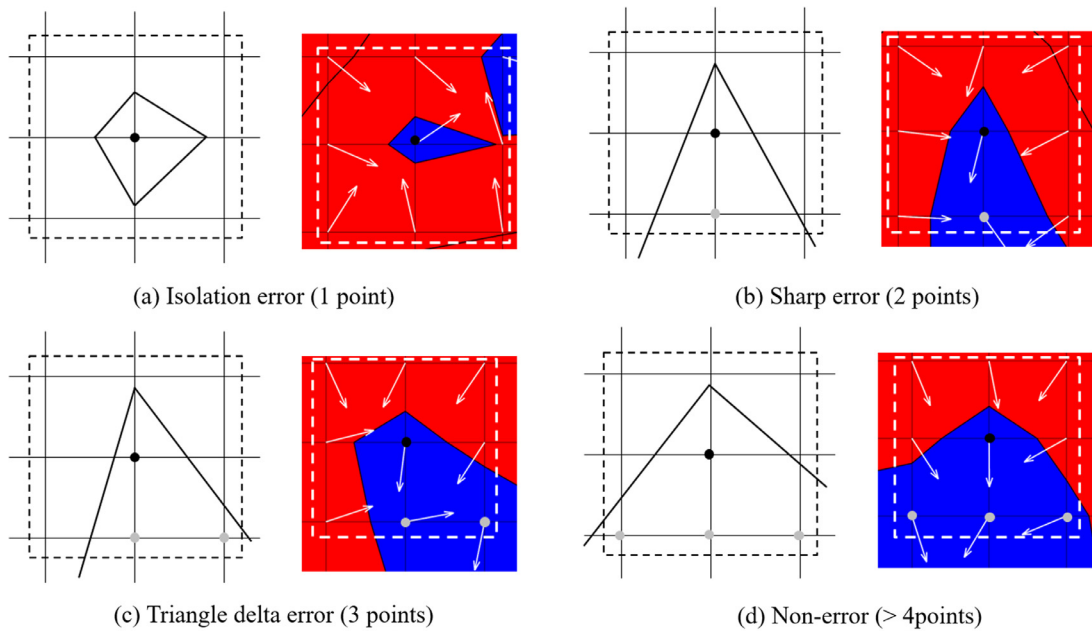 (a) Isolation error (1 point)
(b) Sharp error (2 points)
(c) Triangle delta error (3 points)
(d) Non-error (> 4points)